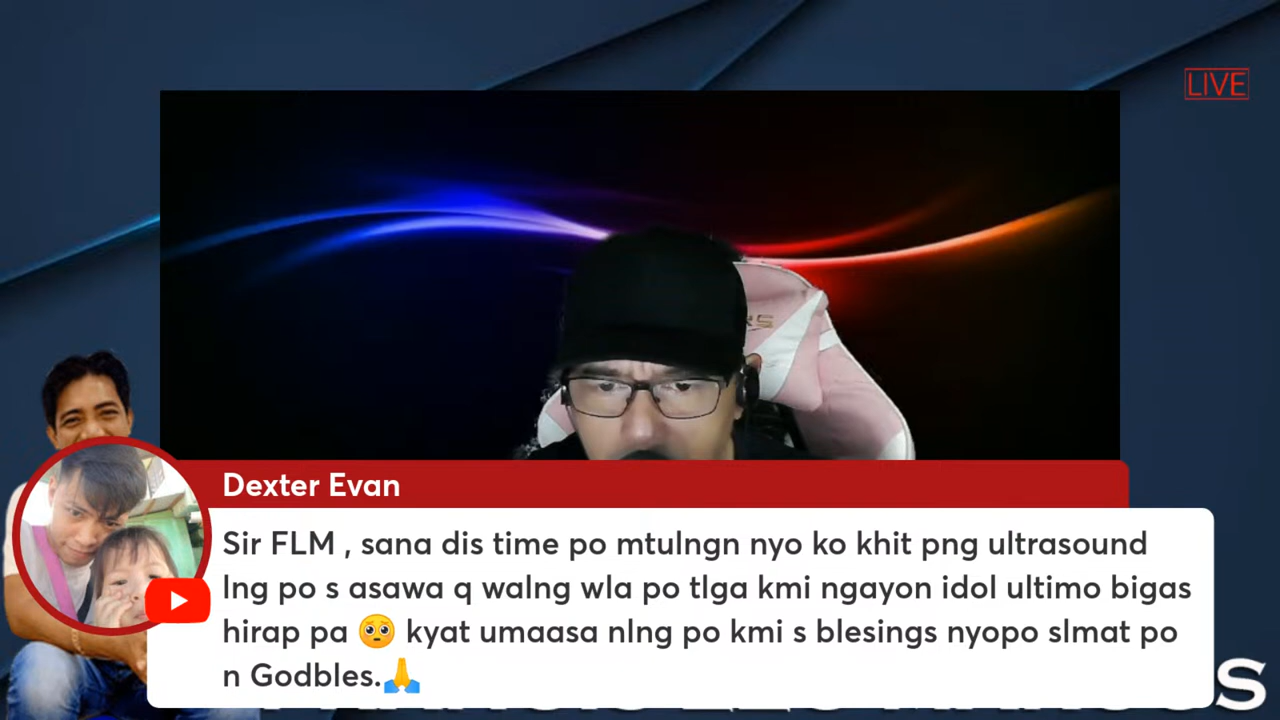 LIVE
Dexter Evan
Sir FLM , sana dis time po mtulngn nyo ko khit png ultrasound
lng po s asawa q walng wla po tlga kmi ngayon idol ultimo bigas
hirap pa 🥺 kyat umaasa nlng po kmi s blesings nyopo slmat po
n Godbles.🙏